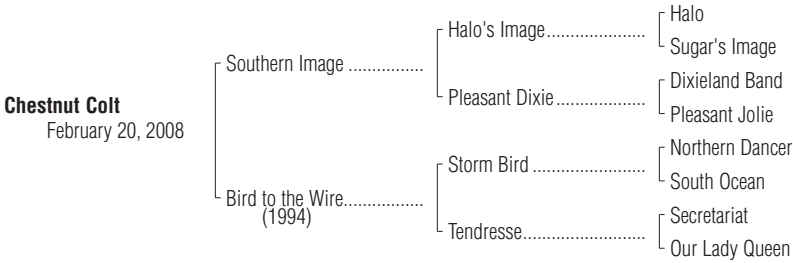 Halo
Halo's Image.....................
Sugar's Image
Southern Image ................
Dixieland Band
Pleasant Dixie...................
Pleasant Jolie
Chestnut Colt
February 20, 2008
Northern Dancer
Storm Bird ........................
South Ocean
Bird to the Wire.................
(1994)
Secretariat
Tendresse..........................
Our Lady Queen